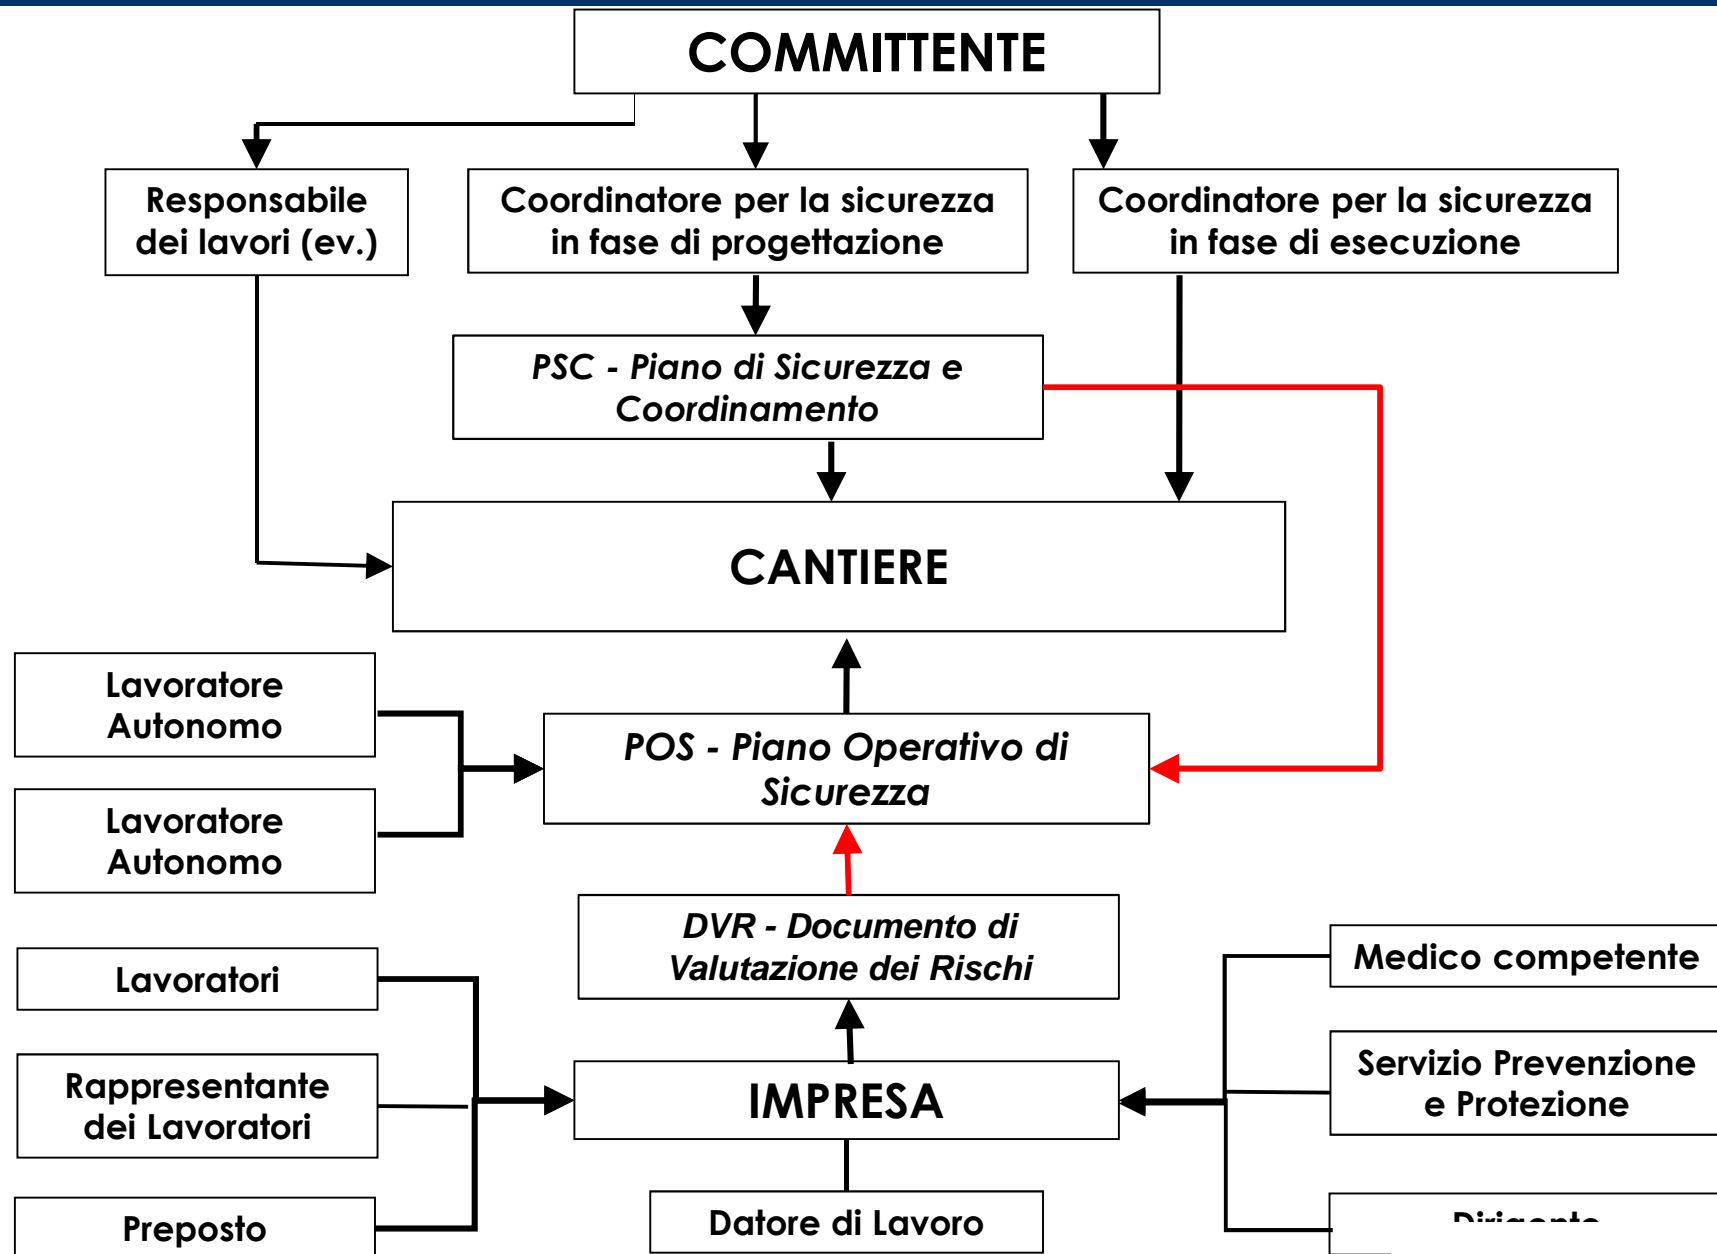 COMMITTENTE
Responsabile
dei lavori (ev.)
Coordinatore per la sicurezza
in fase di progettazione
Coordinatore per la sicurezza
in fase di esecuzione
PSC - Piano di Sicurezza e
Coordinamento
CANTIERE
Lavoratore
Autonomo
POS - Piano Operativo di
Sicurezza
Lavoratore
Autonomo
DVR - Documento di
Valutazione dei Rischi
Lavoratori
Medico competente
Rappresentante
dei Lavoratori
IMPRESA
Servizio Prevenzione
e Protezione
Preposto
Datore di Lavoro
Dirigente